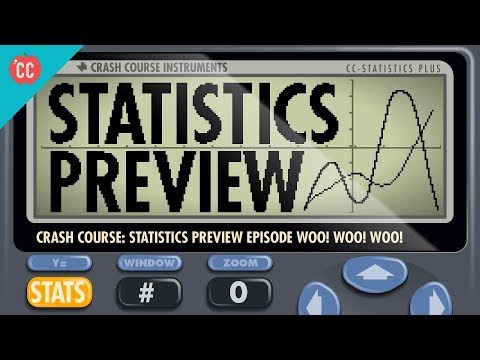 CC
CRASH COURSE INSTRUMENTS
CC-STATISTICS PLUS
STATISTICS
PREVIEW
CRASH COURSE: STATISTICS PREVIEW EPISODE WOO! WOO! WOO!
Y=
WINDOW
ZOOM
STATS
#
0